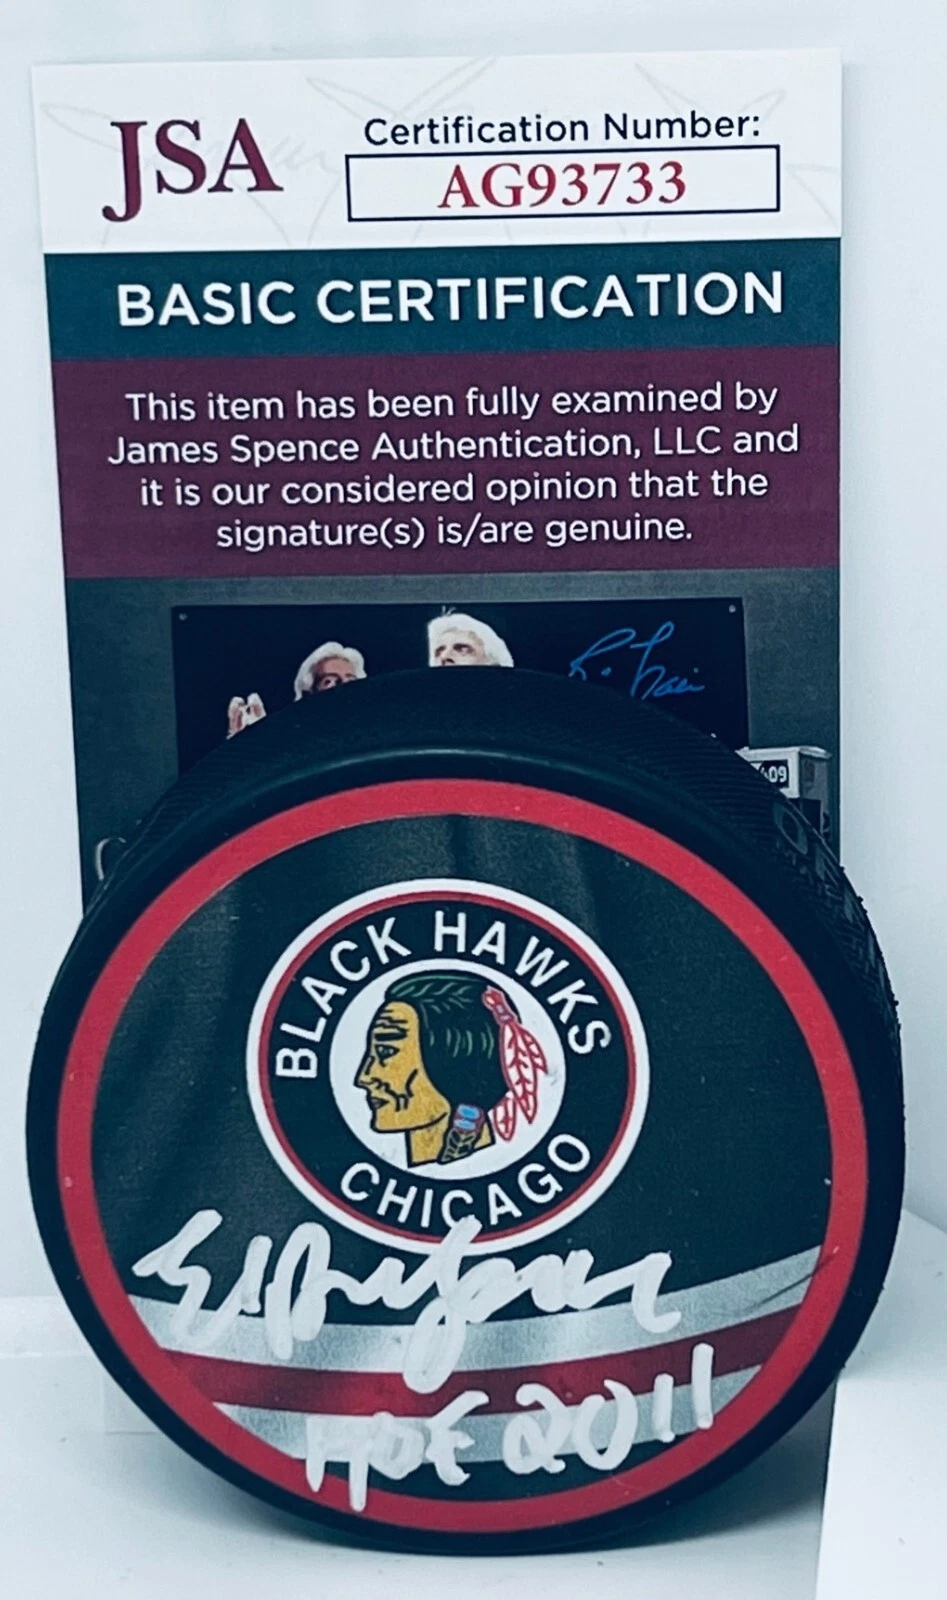 JSA
Certification Number:
AG93733
BASIC CERTIFICATION
This item has been fully examined by
James Spence Authentication, LLC and
it is our considered opinion that the
signature(s) is/are genuine.
BLACK HAWKS
CHICAGO
HOF 2011